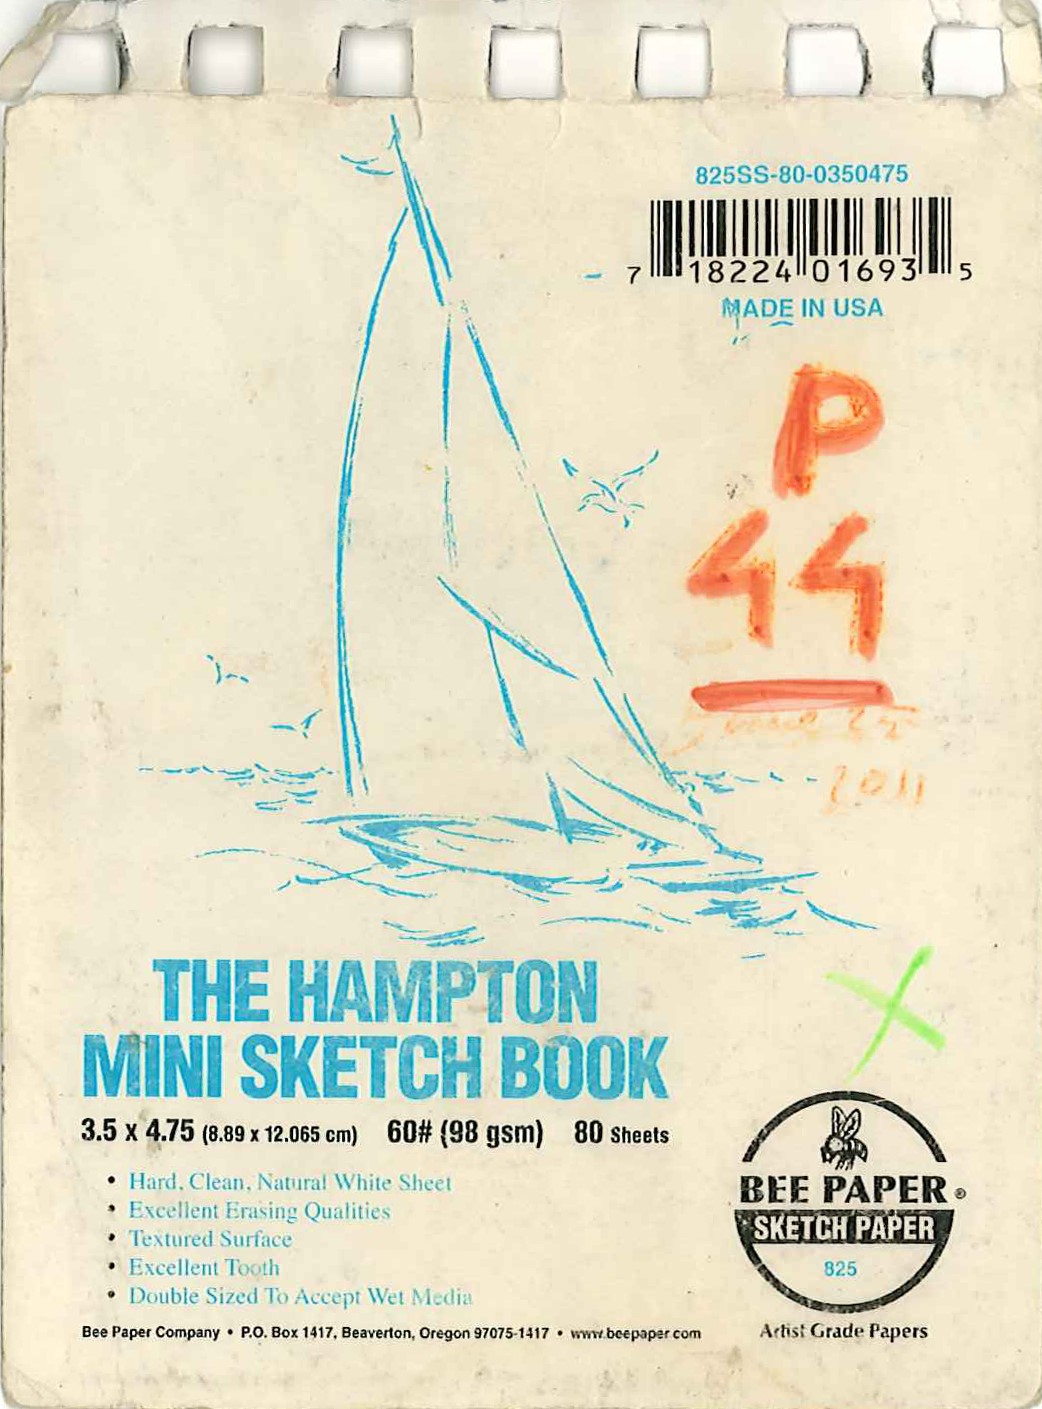 825SS-80-0350475
7 18224 01693 5
MADE IN USA
P
44
2011
THE HAMPTON
MINI SKETCH BOOK
3.5 x 4.75 (8.89 x 12.065 cm) 60# (98 gsm) 80 Sheets
• Hard, Clean, Natural White Sheet
• Excellent Erasing Qualities
• Textured Surface
• Excellent Tooth
• Double Sized To Accept Wet Media
Bee Paper Company • P.O. Box 1417, Beaverton, Oregon 97075-1417 • www.beepaper.com
X
BEE PAPER®
SKETCH PAPER
825
Artist Grade Papers